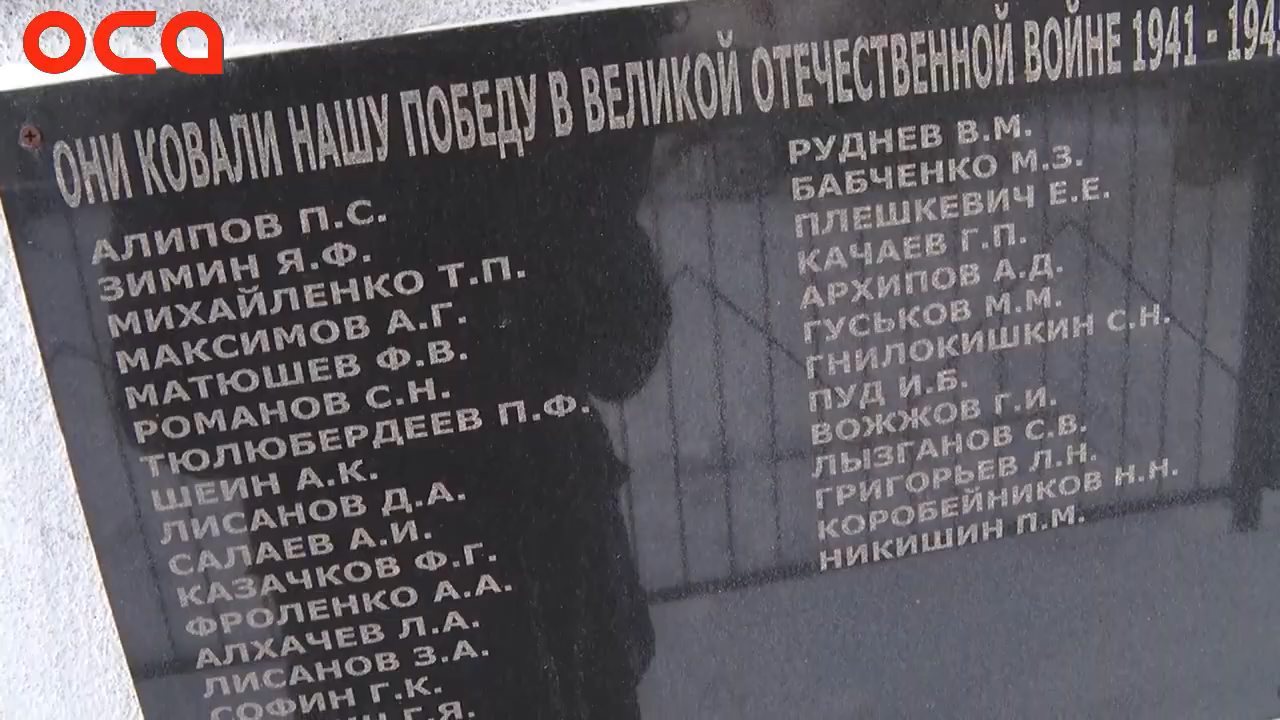 оса
ОНИ КОВАЛИ НАШУ ПОБЕДУ В ВЕЛИКОЙ ОТЕЧЕСТВЕННОЙ ВОЙНЕ 1941 - 194
АЛИПОВ П.С.
ЗИМИН Я.Ф.
МИХАЙЛЕНКО Т.П.
МАКСИМОВ А.Г.
МАТЮШЕВ Ф.В.
РОМАНОВ С.Н.
ТЮЛЮБЕРДЕЕВ П.Ф.
ШЕИН А.К.
ЛИСАНОВ Д.А.
САЛАЕВ А.И.
КАЗАЧКОВ Ф.Г.
ФРОЛЕНКО А.А.
АЛХАЧЕВ Л.А.
ЛИСАНОВ З.А.
СОФИН Г.К.
Г.Я.
РУДНЕВ В.М.
БАБЧЕНКО М.З.
ПЛЕШКЕВИЧ Е.Е.
КАЧАЕВ Г.П.
АРХИПОВ А.Д.
ГУСЬКОВ М.М.
ГНИЛОКИШКИН С.Н.
ПУД И.Б.
ВОЖЖОВ Г.И.
ЛЫЗГАНОВ С.В.
ГРИГОРЬЕВ Л.Н.
КОРОБЕЙНИКОВ Н.Н.
НИКИШИН П.М.